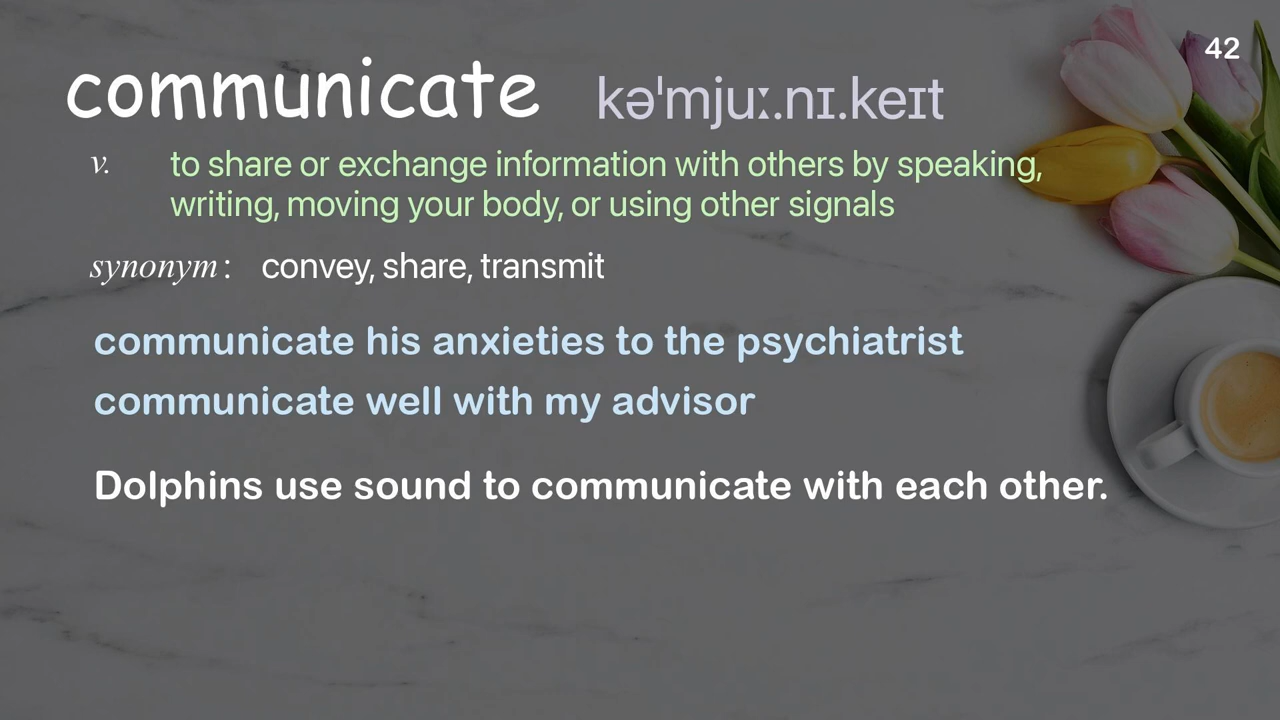 42
communicate kəˈmjuː.nɪ.keɪt
v. to share or exchange information with others by speaking,
writing, moving your body, or using other signals
synonym: convey, share, transmit
communicate his anxieties to the psychiatrist
communicate well with my advisor
Dolphins use sound to communicate with each other.